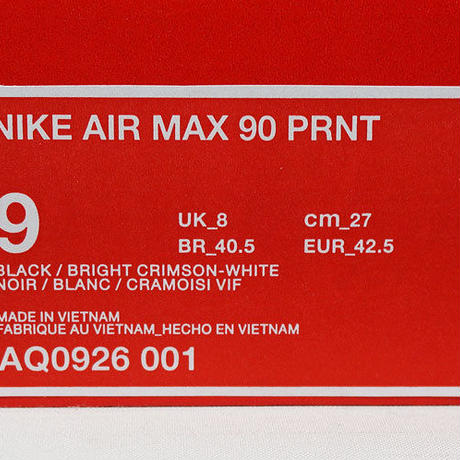 NIKE AIR MAX 90 PRNT
9
UK_8 cm_27
BR_40.5 EUR_42.5
BLACK / BRIGHT CRIMSON-WHITE
NOIR / BLANC / CRAMOISI VIF
MADE IN VIETNAM
FABRIQUE AU VIETNAM_HECHO EN VIETNAM
AQ0926 001